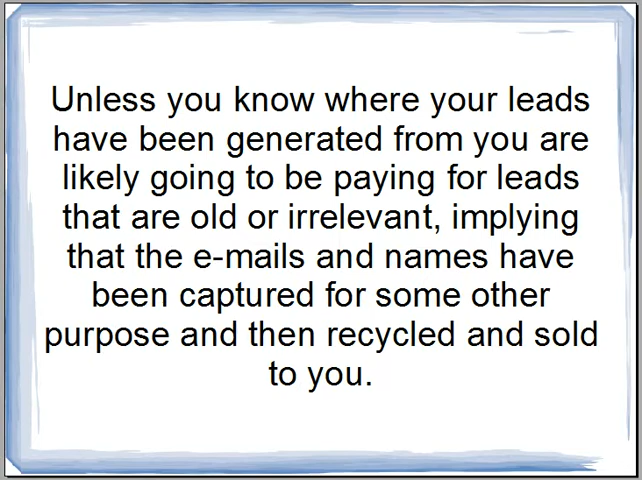 Unless you know where your leads
have been generated from you are
likely going to be paying for leads
that are old or irrelevant, implying
that the e-mails and names have
been captured for some other
purpose and then recycled and sold
to you.